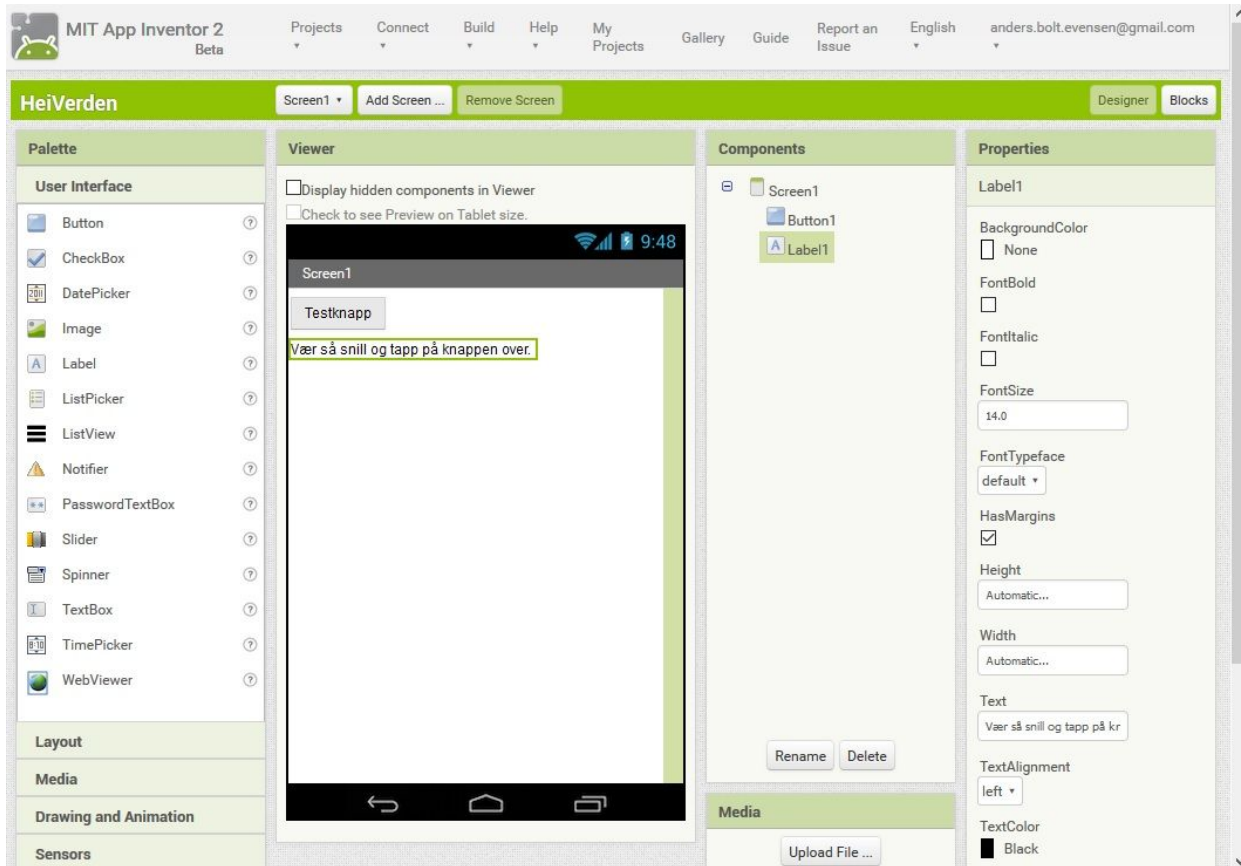 MIT App Inventor 2
Beta
Projects
Connect
Build
Help
My
Projects
Gallery
Guide
Report an
Issue
English
anders.bolt.evensen@gmail.com
HeiVerden
Screen1
Add Screen ...
Remove Screen
Designer
Blocks
Palette
User Interface
Button
CheckBox
DatePicker
Image
Label
ListPicker
ListView
Notifier
PasswordTextBox
Slider
Spinner
TextBox
TimePicker
WebViewer
Layout
Media
Drawing and Animation
Sensors
Viewer
Display hidden components in Viewer
Check to see Preview on Tablet size.
9:48
Screen1
Testknapp
Vær så snill og tapp på knappen over.
Components
Screen1
Button1
A Label1
Rename
Delete
Media
Upload File ...
Properties
Label1
BackgroundColor
None
FontBold
FontItalic
FontSize
14.0
FontTypeface
default
HasMargins
Height
Automatic...
Width
Automatic...
Text
Vær så snill og tapp på kr
TextAlignment
left
TextColor
Black